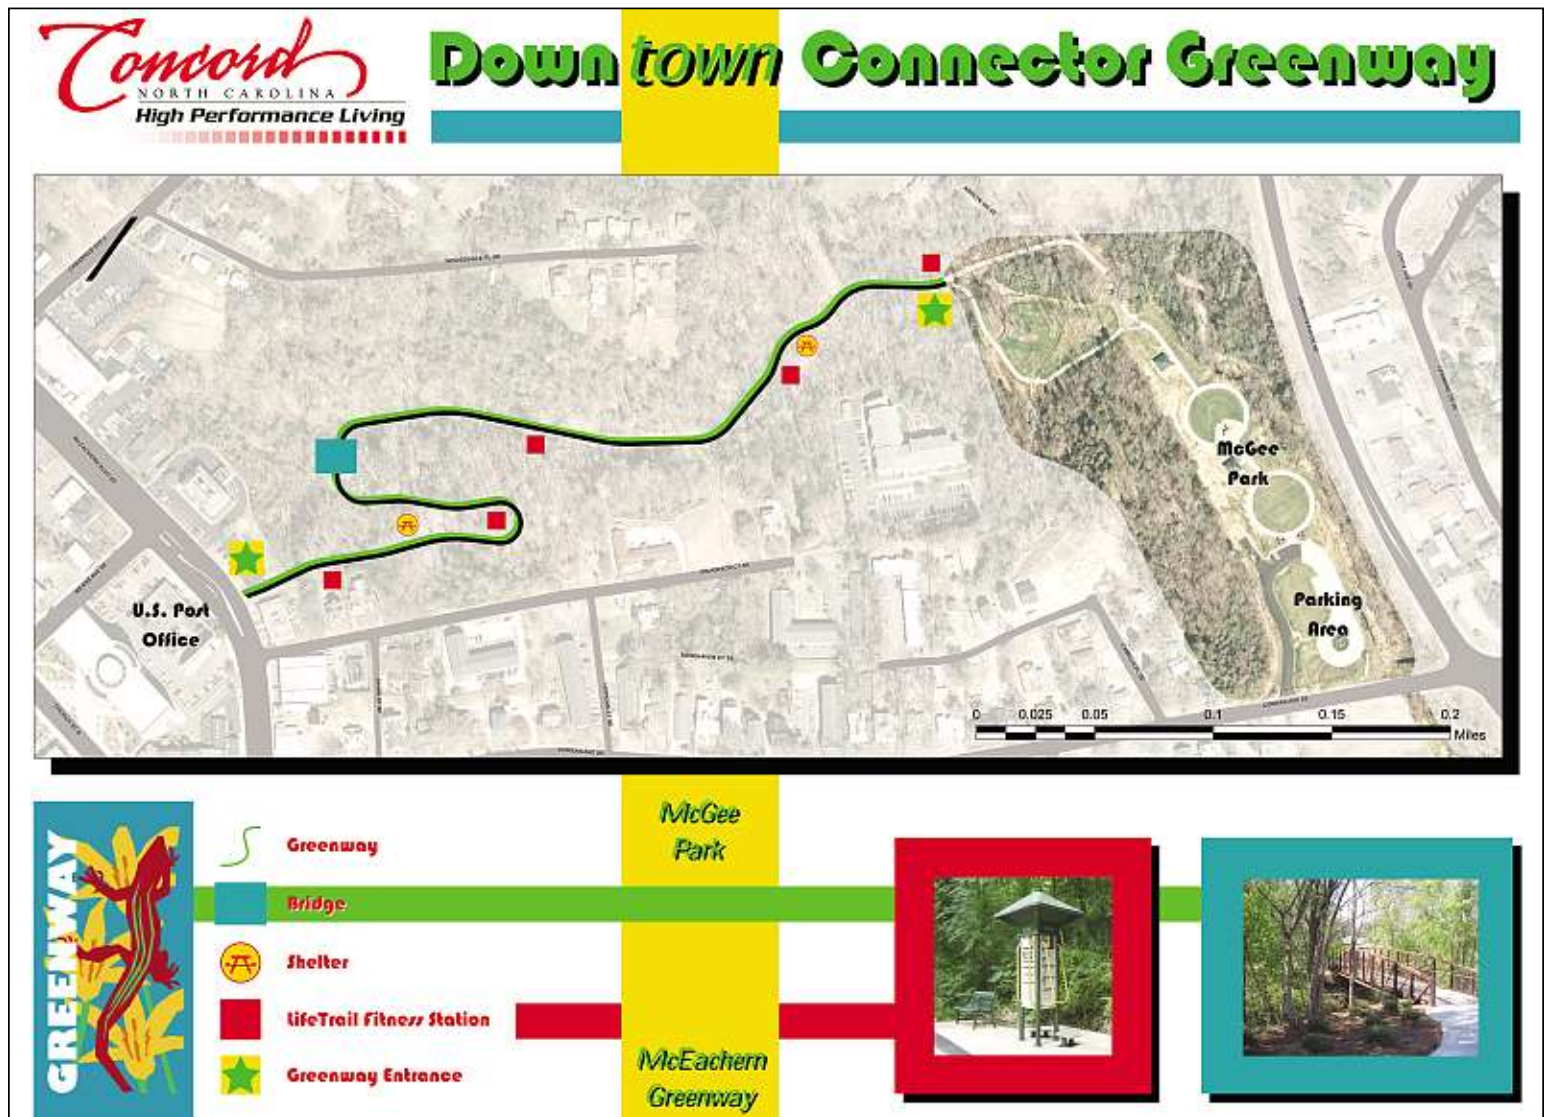 Concord
NORTH CAROLINA
High Performance Living
Downtown Connector Greenway
McGee
Park
U.S. Post
Office
Parking
Area
0 0.025 0.05 0.1 0.15 0.2
Miles
GREENWAY
Greenway
Bridge
Shelter
LifeTrail Fitness Station
Greenway Entrance
McGee
Park
McEachern
Greenway